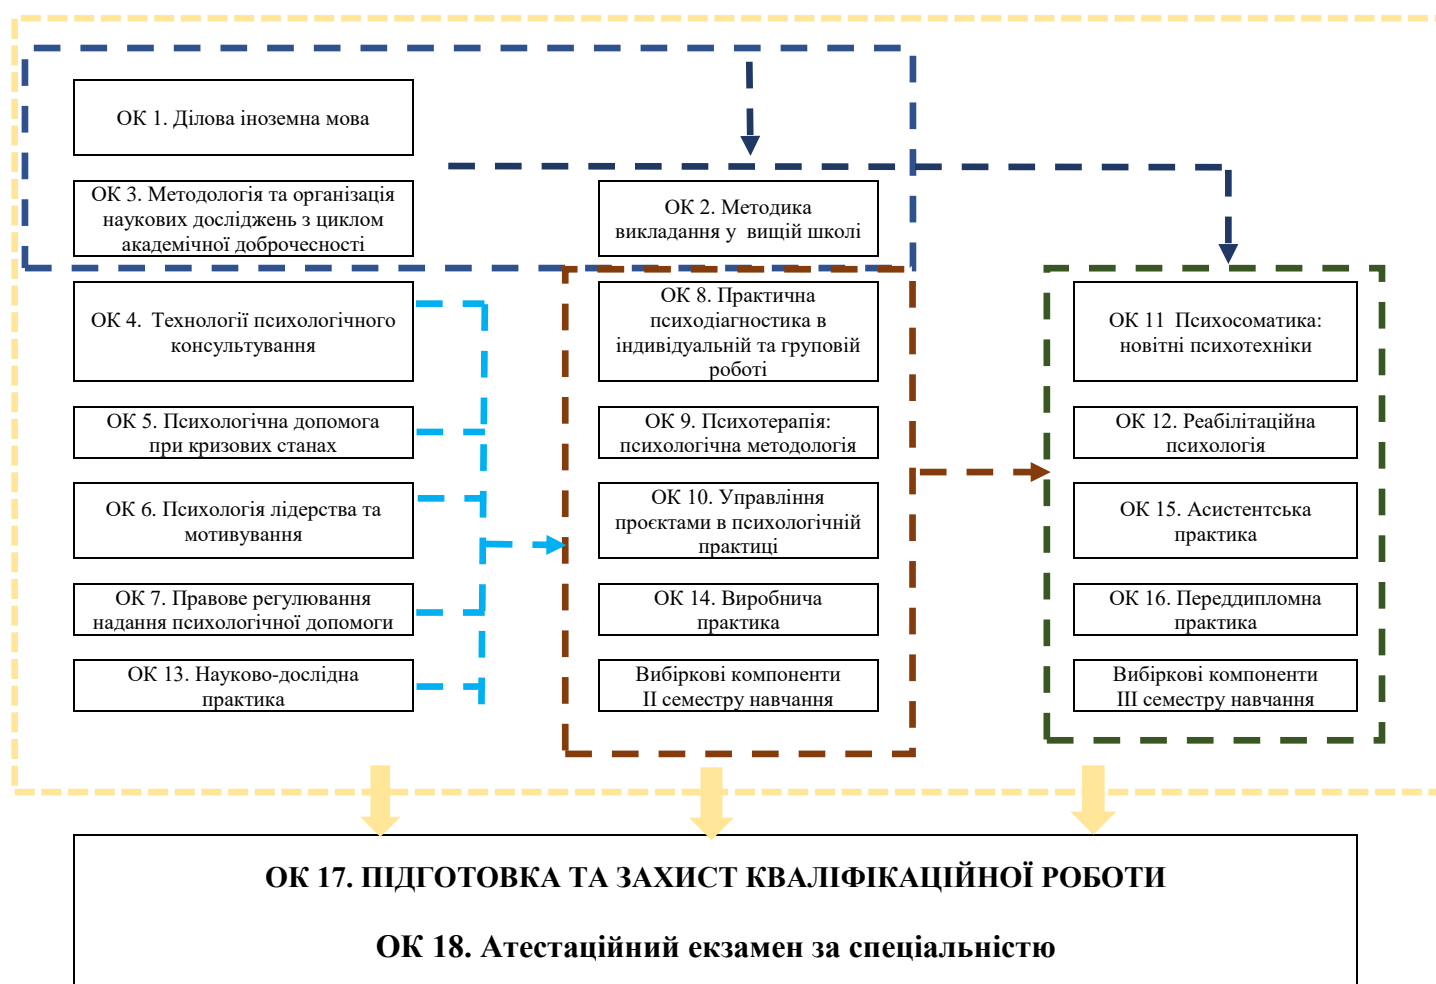 ОК 1. Ділова іноземна мова
ОК 3. Методологія та організація
наукових досліджень з циклом
академічної доброчесності
ОК 2. Методика
викладання у вищій школі
ОК 4. Технології психологічного
консультування
ОК 8. Практична
психодіагностика в
індивідуальній та груповій
роботі
ОК 11 Психосоматика:
новітні психотехніки
ОК 5. Психологічна допомога
при кризових станах
ОК 9. Психотерапія:
психологічна методологія
ОК 12. Реабілітаційна
психологія
ОК 6. Психологія лідерства та
мотивування
ОК 10. Управління
проєктами в психологічній
практиці
ОК 15. Асистентська
практика
ОК 7. Правове регулювання
надання психологічної допомоги
ОК 14. Виробнича
практика
ОК 16. Переддипломна
практика
ОК 13. Науково-дослідна
практика
Вибіркові компоненти
ІІ семестру навчання
Вибіркові компоненти
ІІІ семестру навчання
ОК 17. ПІДГОТОВКА ТА ЗАХИСТ КВАЛІФІКАЦІЙНОЇ РОБОТИ
ОК 18. Атестаційний екзамен за спеціальністю